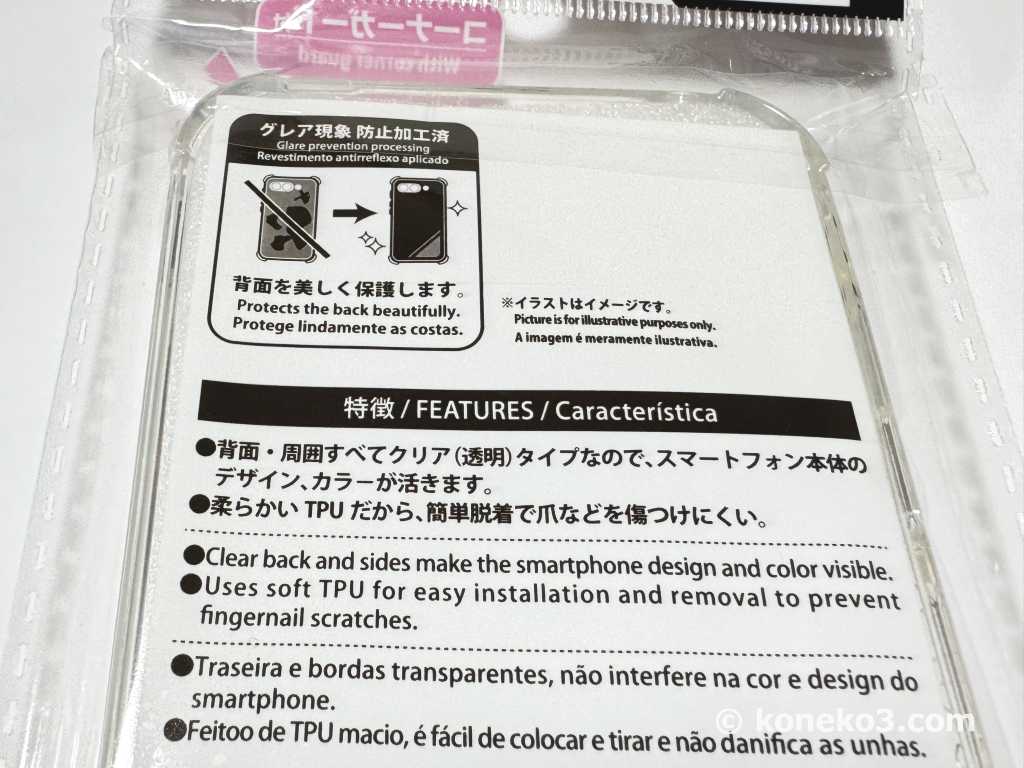 コーナーガード付
With corner guard
グレア現象 防止加工済
Glare prevention processing
Revestimento antirreflexo aplicado
背面を美しく保護します。
Protects the back beautifully.
Protege lindamente as costas.
※イラストはイメージです。
Picture is for illustrative purposes only.
A imagem é meramente ilustrativa.
特徴 / FEATURES / Característica
●背面・周囲すべてクリア(透明)タイプなので、スマートフォン本体の
デザイン、カラーが活きます。
●柔らかい TPU だから、簡単脱着で爪などを傷つけにくい。
●Clear back and sides make the smartphone design and color visible.
●Uses soft TPU for easy installation and removal to prevent
fingernail scratches.
●Traseira e bordas transparentes, não interfere na cor e design do
smartphone.
●Feitoo de TPU macio, é fácil de colocar e tirar e não danifica as unhas.
© koneko3.com